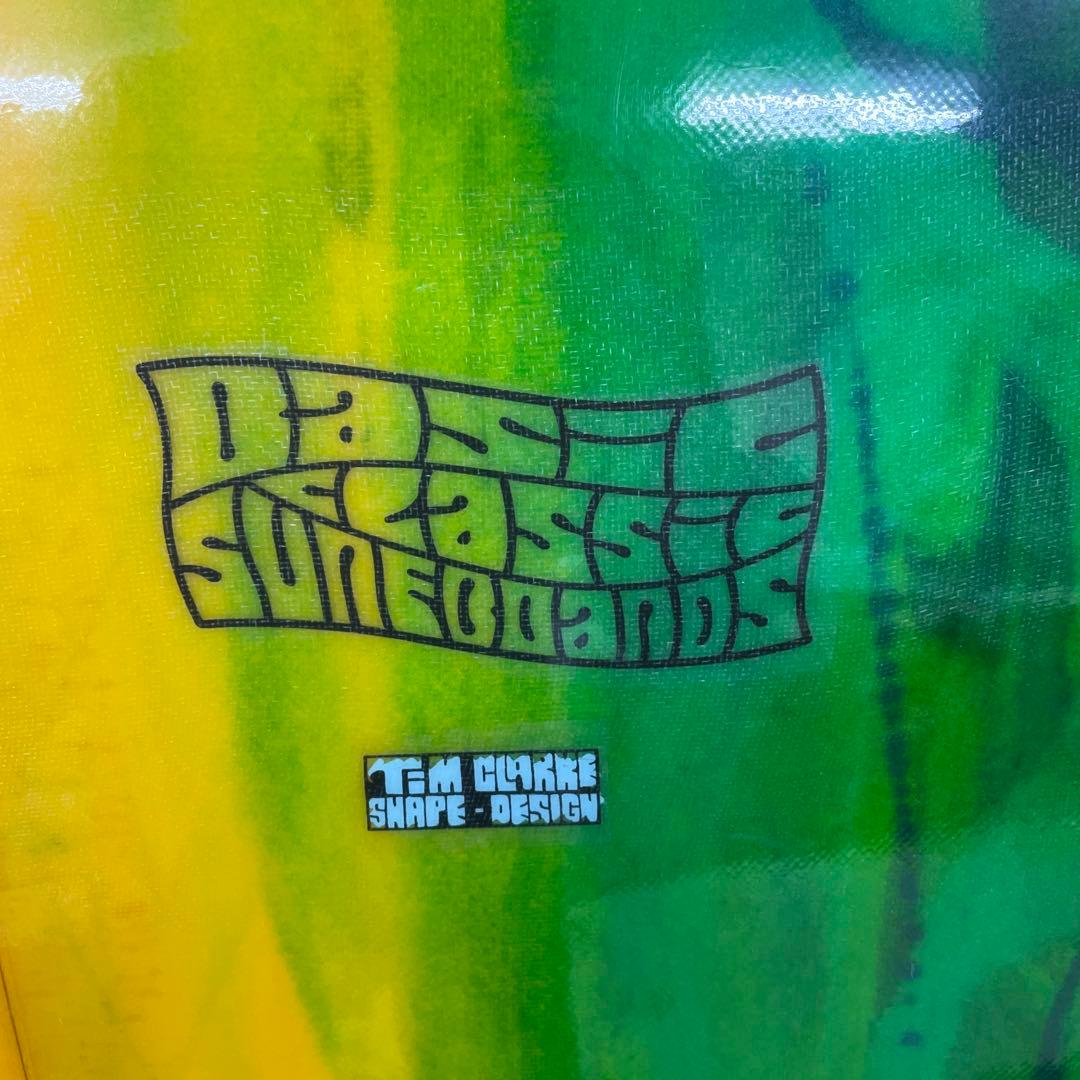 Basic
Classic
SURFBOARDS
TIM CLARKE
SHAPE - DESIGN